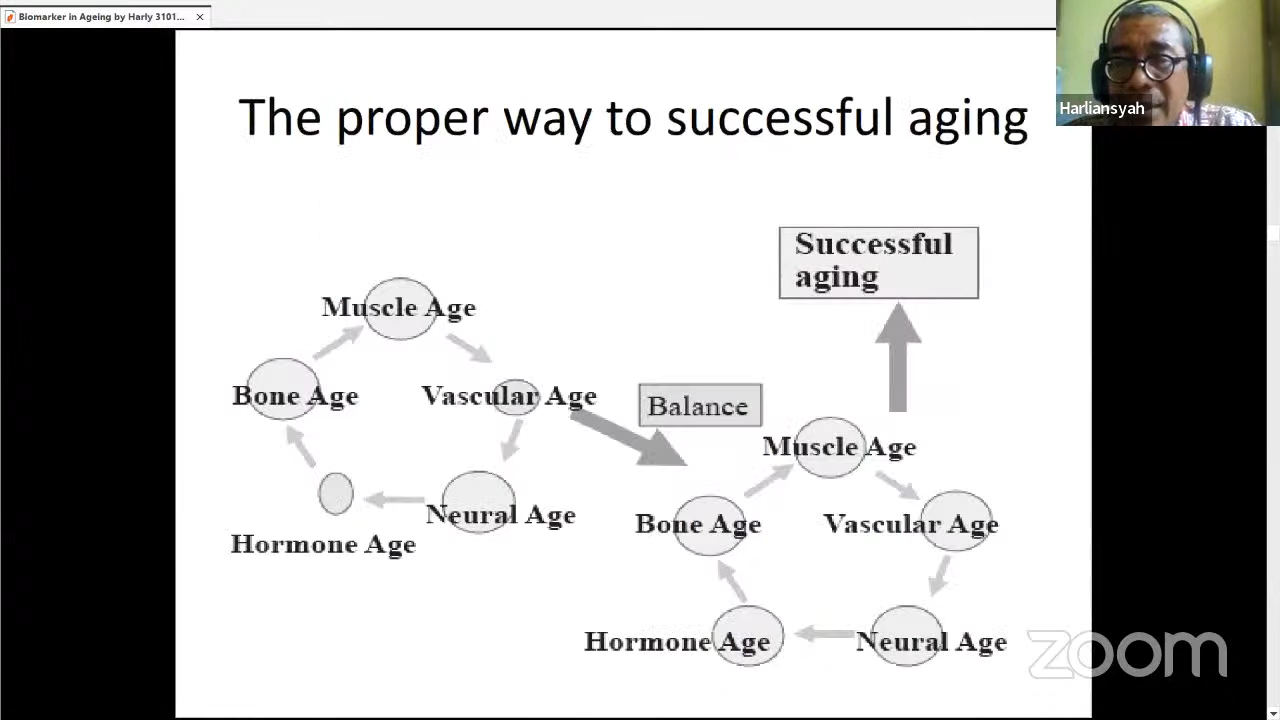 Biomarker in Ageing by Harly 3101...
Harliansyah
The proper way to successful aging
Successful
aging
Muscle Age
Bone Age
Vascular Age
Balance
Neural Age
Hormone Age
Muscle Age
Bone Age
Vascular Age
Hormone Age
Neural Age
zoom